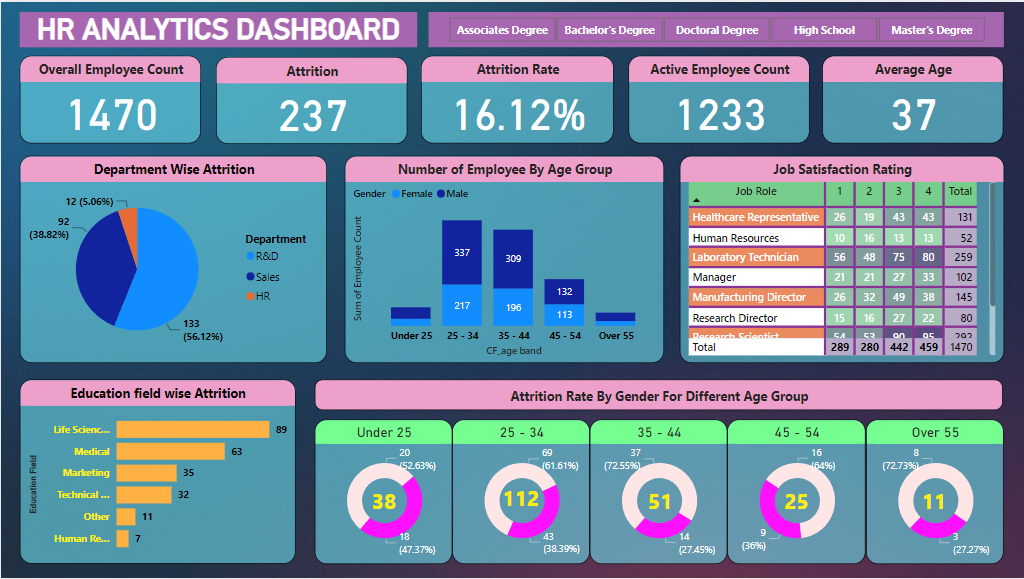 HR ANALYTICS DASHBOARD
Associates Degree Bachelor's Degree Doctoral Degree High School Master's Degree
Overall Employee Count
1470
Attrition
237
Attrition Rate
16.12%
Active Employee Count
1233
Average Age
37
Department Wise Attrition
12 (5.06%)
92
(38.82%)
133
(56.12%)
Department
R&D
Sales
HR
Number of Employee By Age Group
Gender Female Male
Sum of Employee Count
337
217
309
196
132
113
Under 25 25 - 34 35 - 44 45 - 54 Over 55
CF_age band
Job Satisfaction Rating
Job Role 1 2 3 4 Total
Healthcare Representative 26 19 43 43 131
Human Resources 10 16 13 13 52
Laboratory Technician 56 48 75 80 259
Manager 21 21 27 33 102
Manufacturing Director 26 32 49 38 145
Research Director 15 16 27 22 80
Research Scientist 54 53 90 95 292
Total 289 280 442 459 1470
Education field wise Attrition
Education Field
Life Scienc... 89
Medical 63
Marketing 35
Technical ... 32
Other 11
Human Re... 7
Attrition Rate By Gender For Different Age Group
Under 25
20
(52.63%)
38
18
(47.37%)
25 - 34
69
(61.61%)
112
43
(38.39%)
35 - 44
37
(72.55%)
51
14
(27.45%)
45 - 54
16
(64%)
25
9
(36%)
Over 55
8
(72.73%)
11
3
(27.27%)